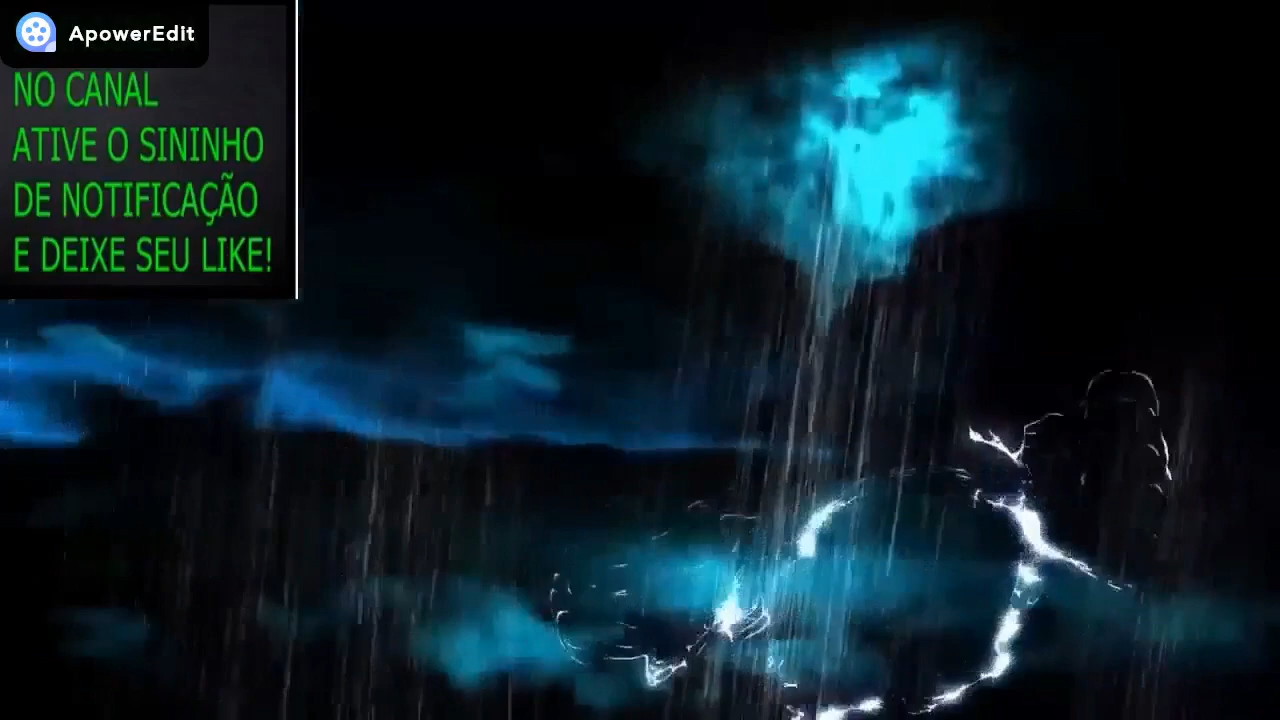 ApowerEdit
NO CANAL
ATIVE O SININHO
DE NOTIFICAÇÃO
E DEIXE SEU LIKE!